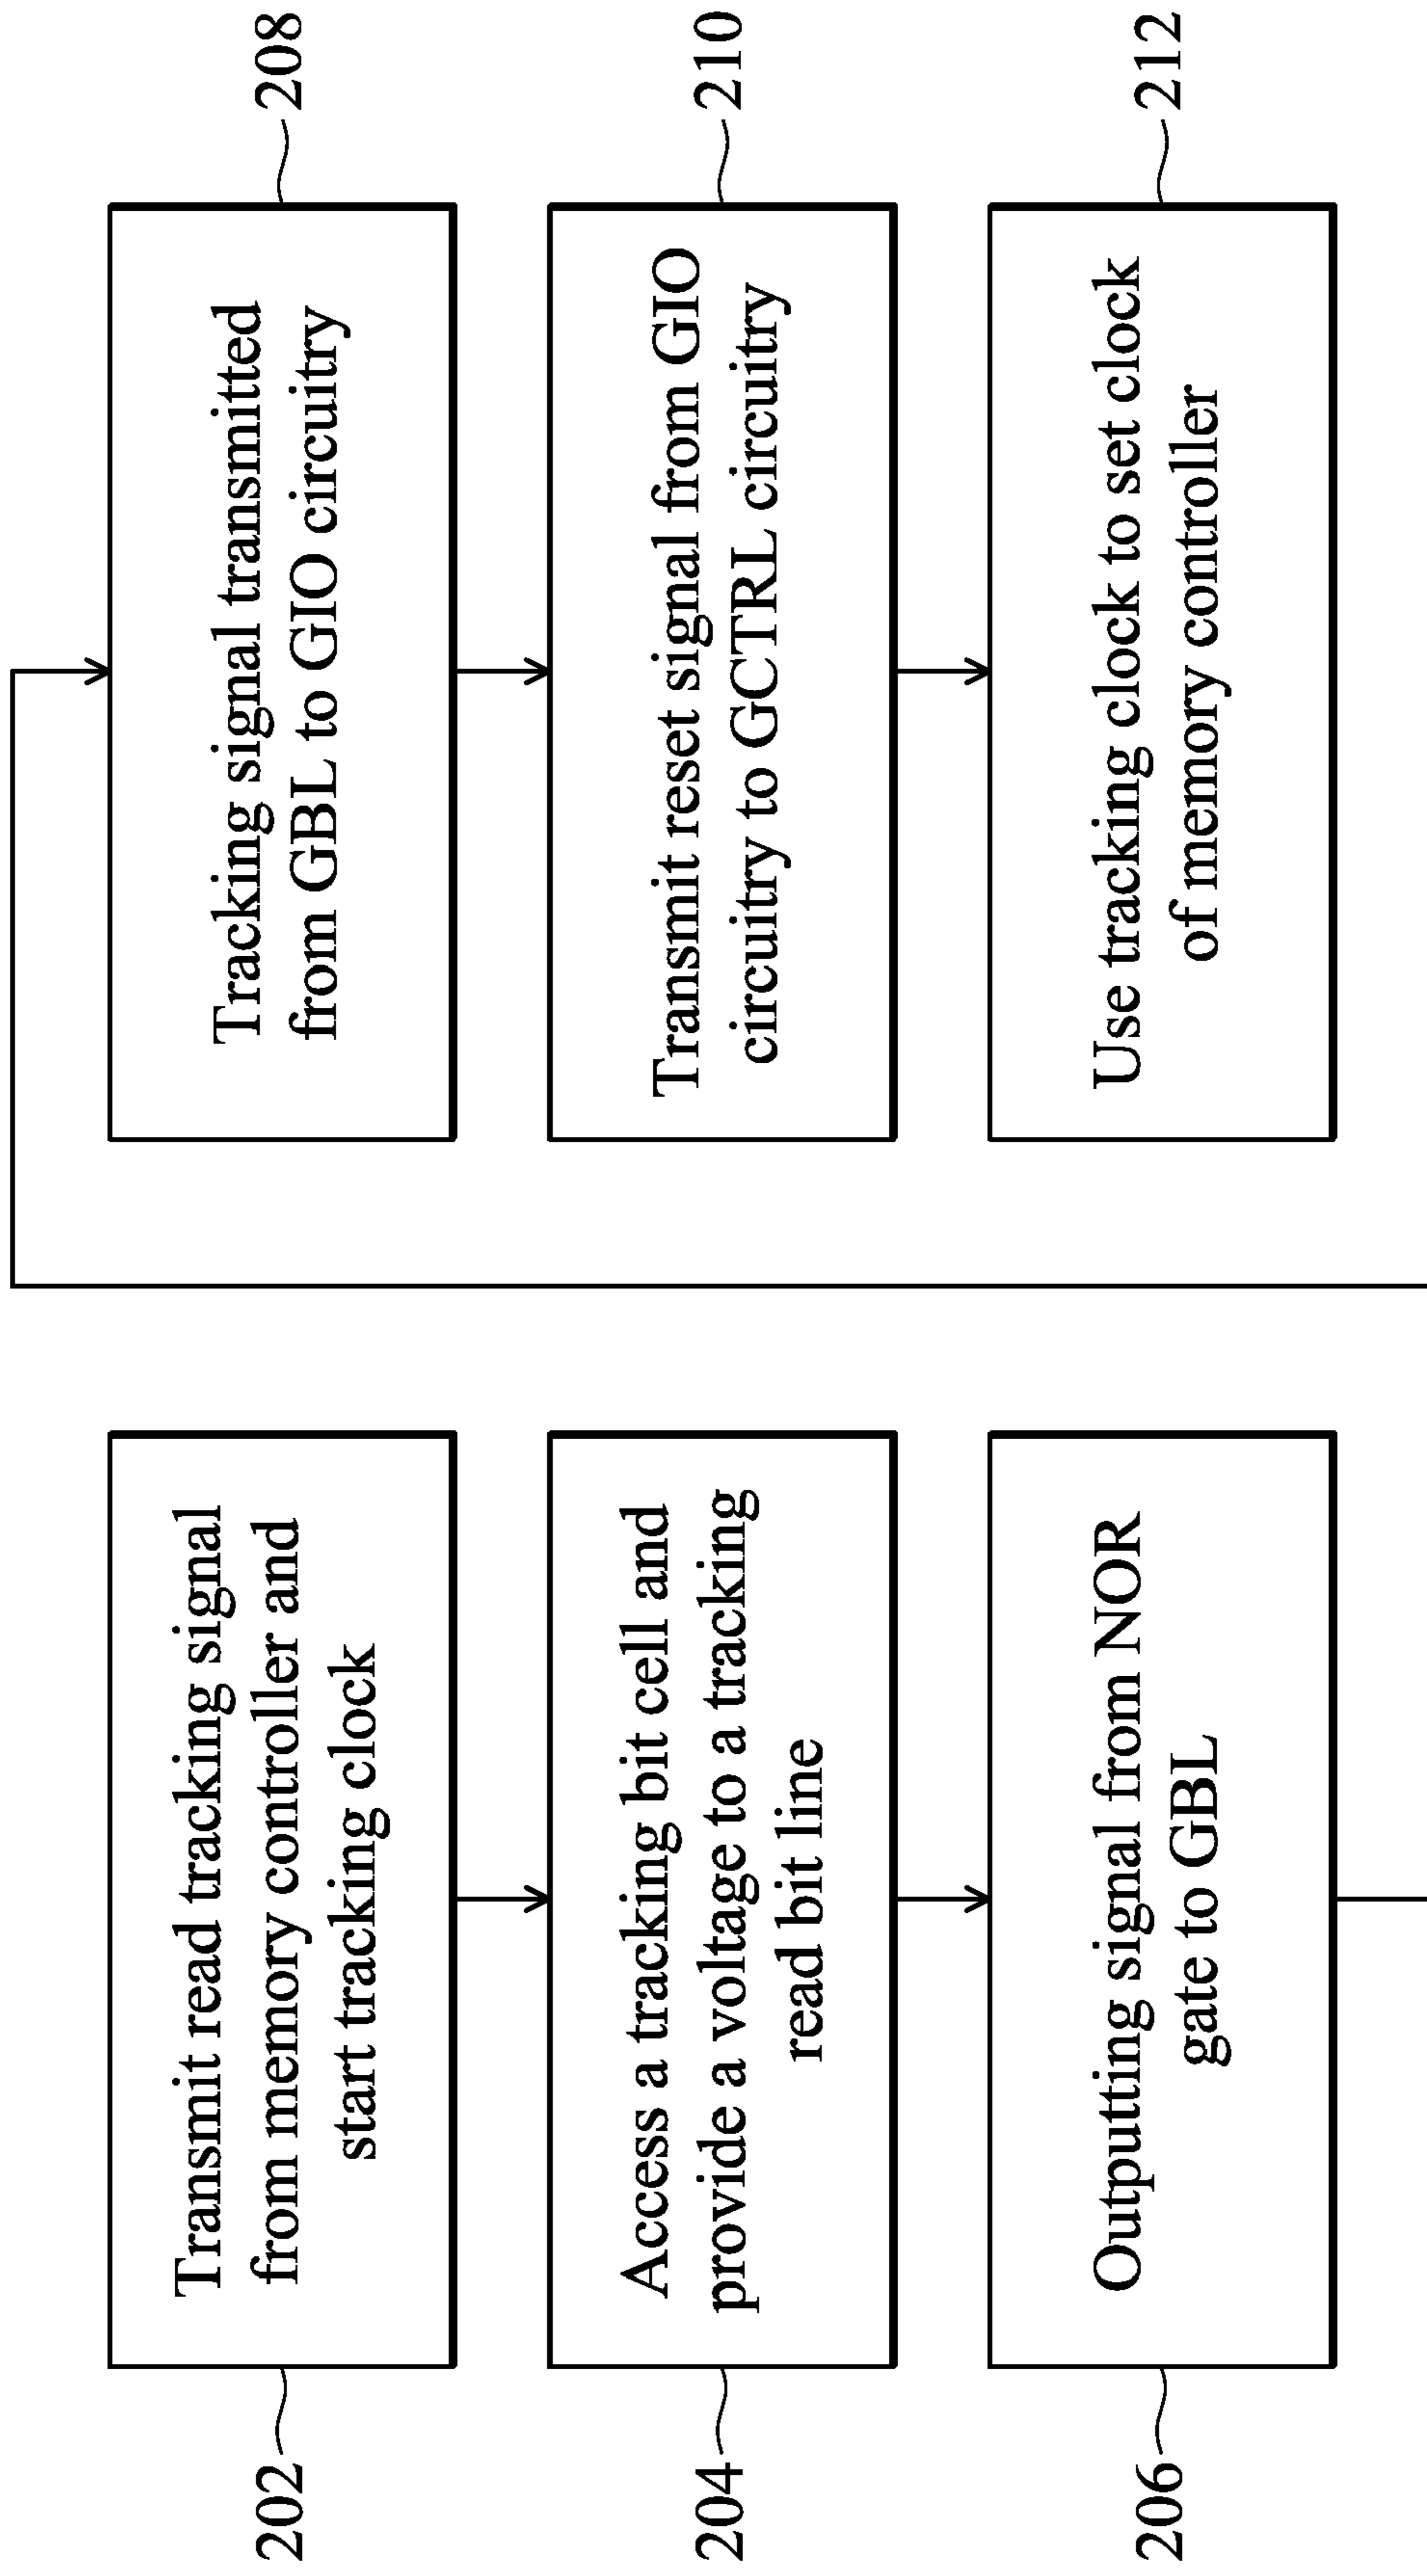 202
Transmit read tracking signal
from memory controller and
start tracking clock
204
Access a tracking bit cell and
provide a voltage to a tracking
read bit line
206
Outputting signal from NOR
gate to GBL
208
Tracking signal transmitted
from GBL to GIO circuitry
210
Transmit reset signal from GIO
circuitry to GCTRL circuitry
212
Use tracking clock to set clock
of memory controller